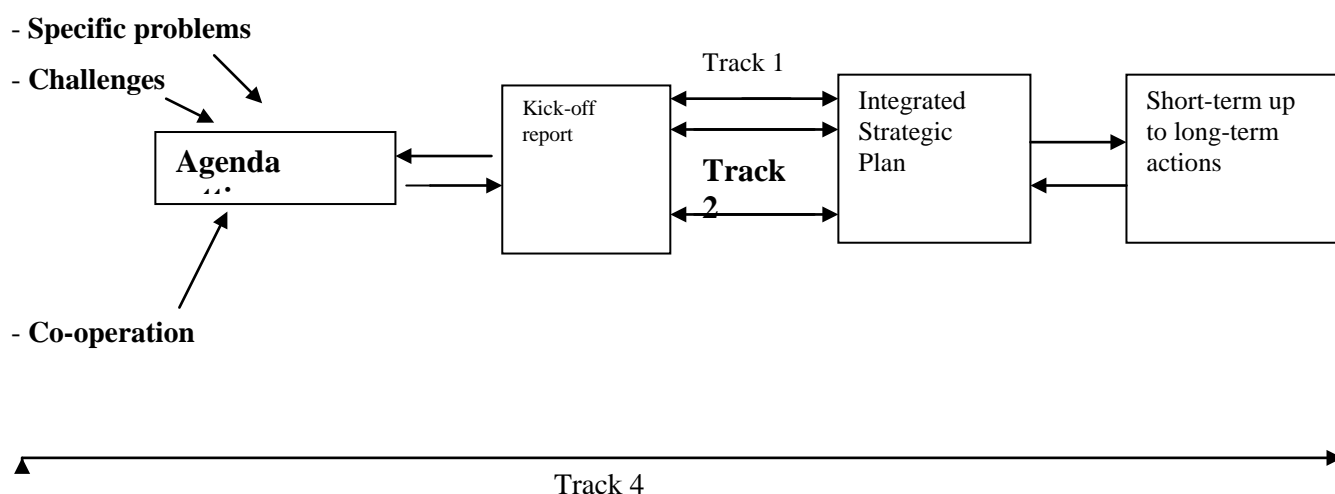 - Specific problems
- Challenges
Agenda
- Co-operation
Kick-off
report
Track 1
Track
2
Integrated
Strategic
Plan
Short-term up
to long-term
actions
Track 4